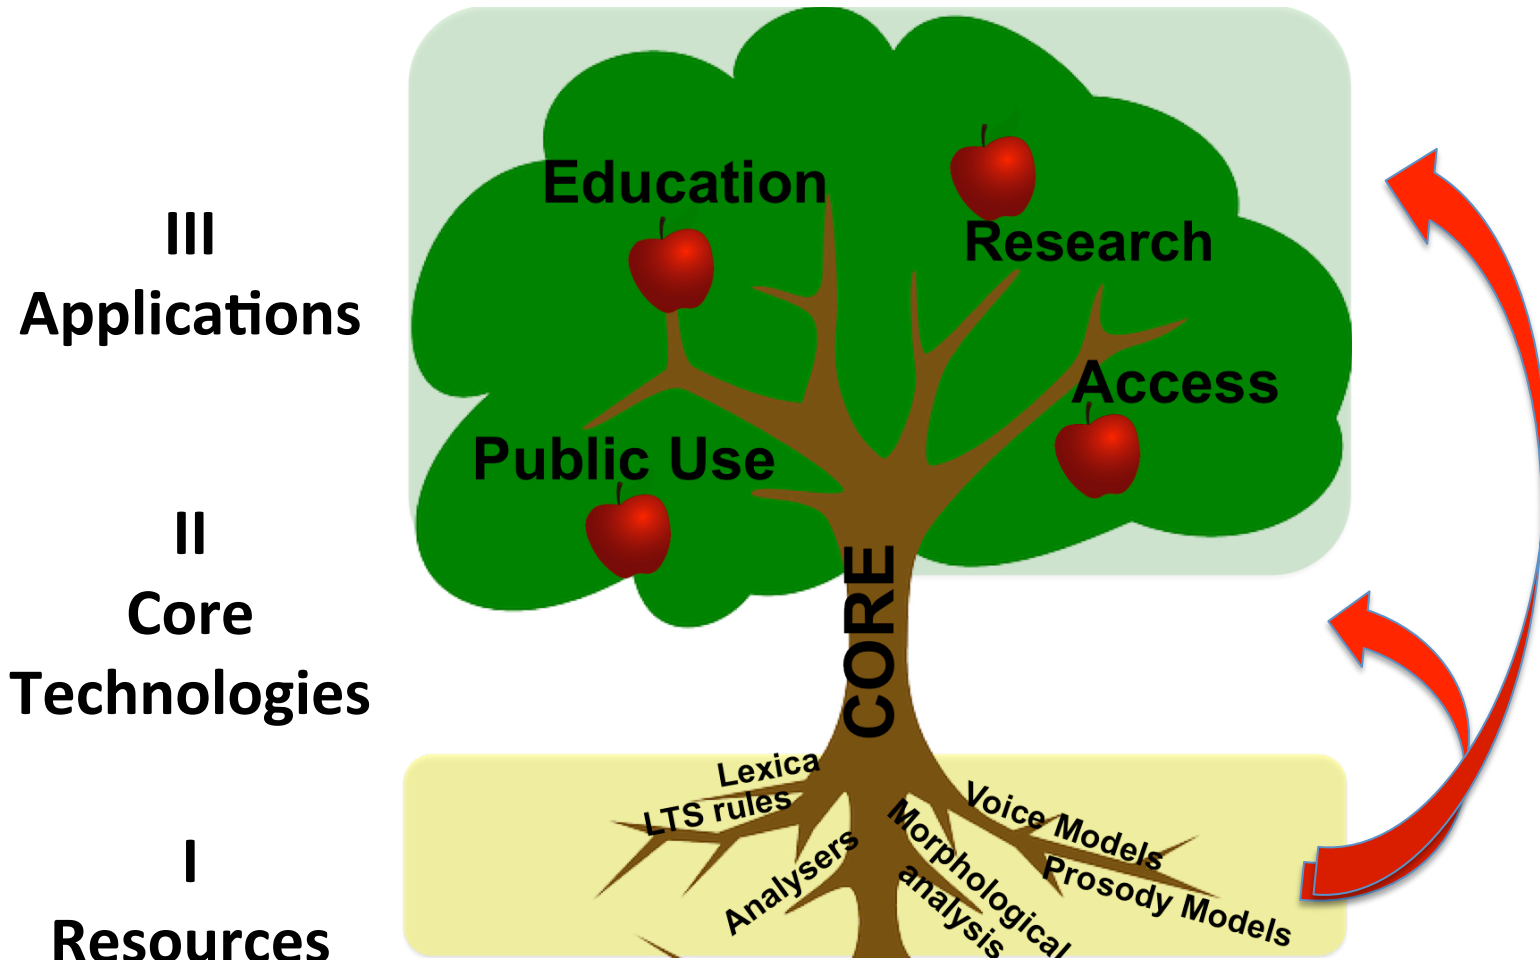 III
Applications
II
Core
Technologies
I
Resources
Education
Research
Access
Public Use
CORE
Lexica
LTS rules
Analysers
Morphological
analysis
Voice Models
Prosody Models